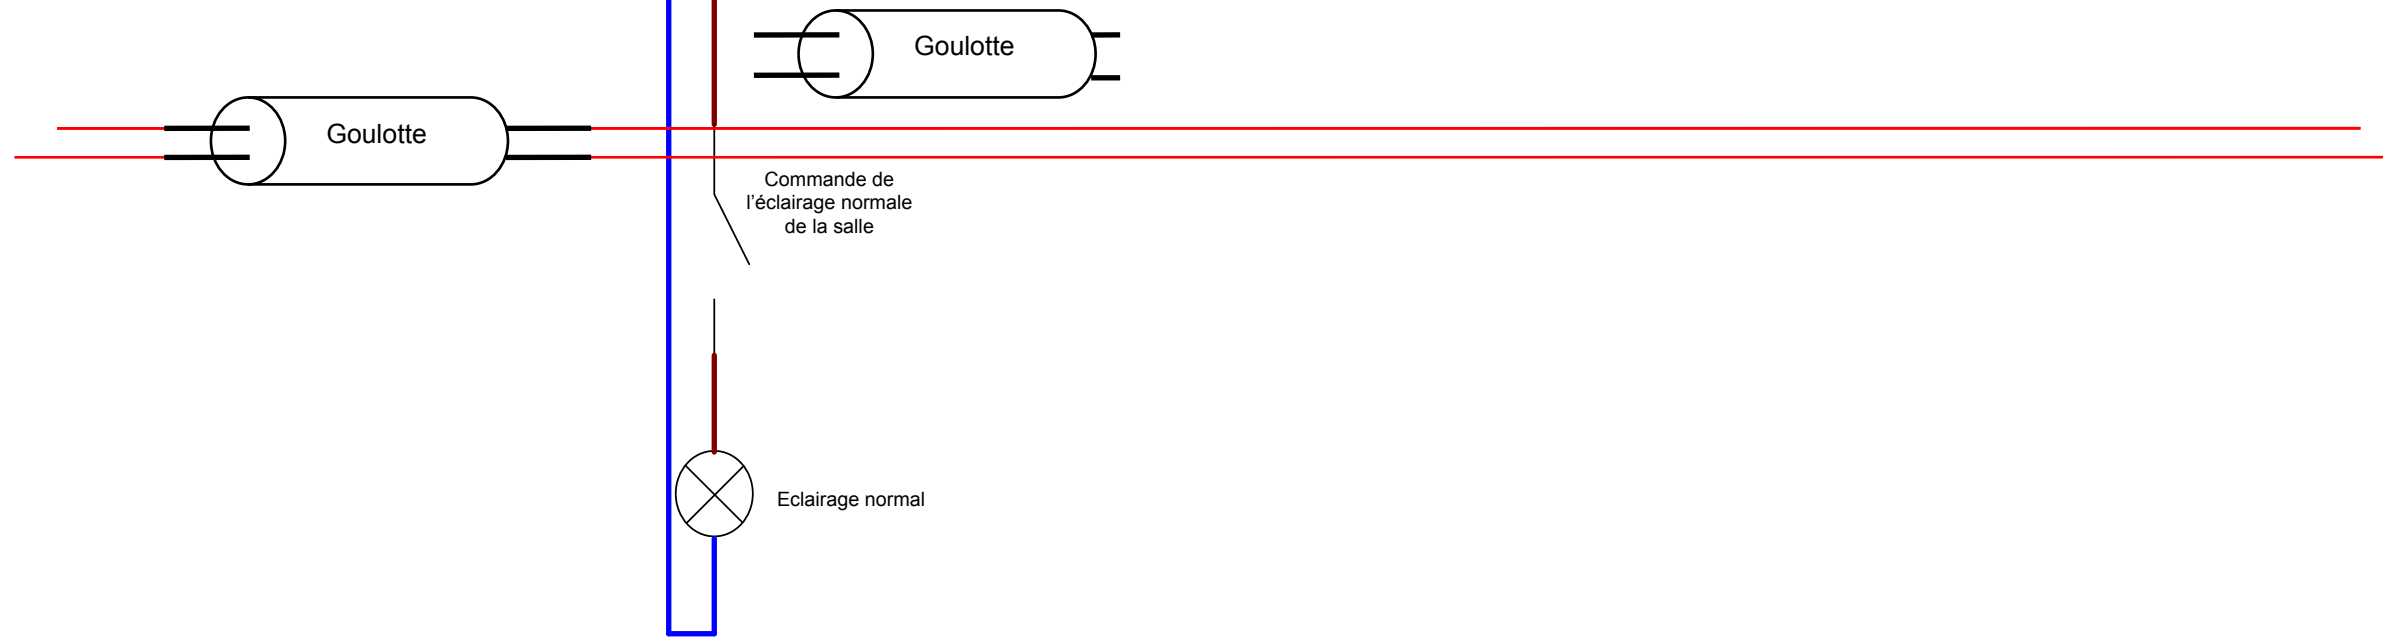 Goulotte
Goulotte
Commande de
l'éclairage normale
de la salle
Eclairage normal